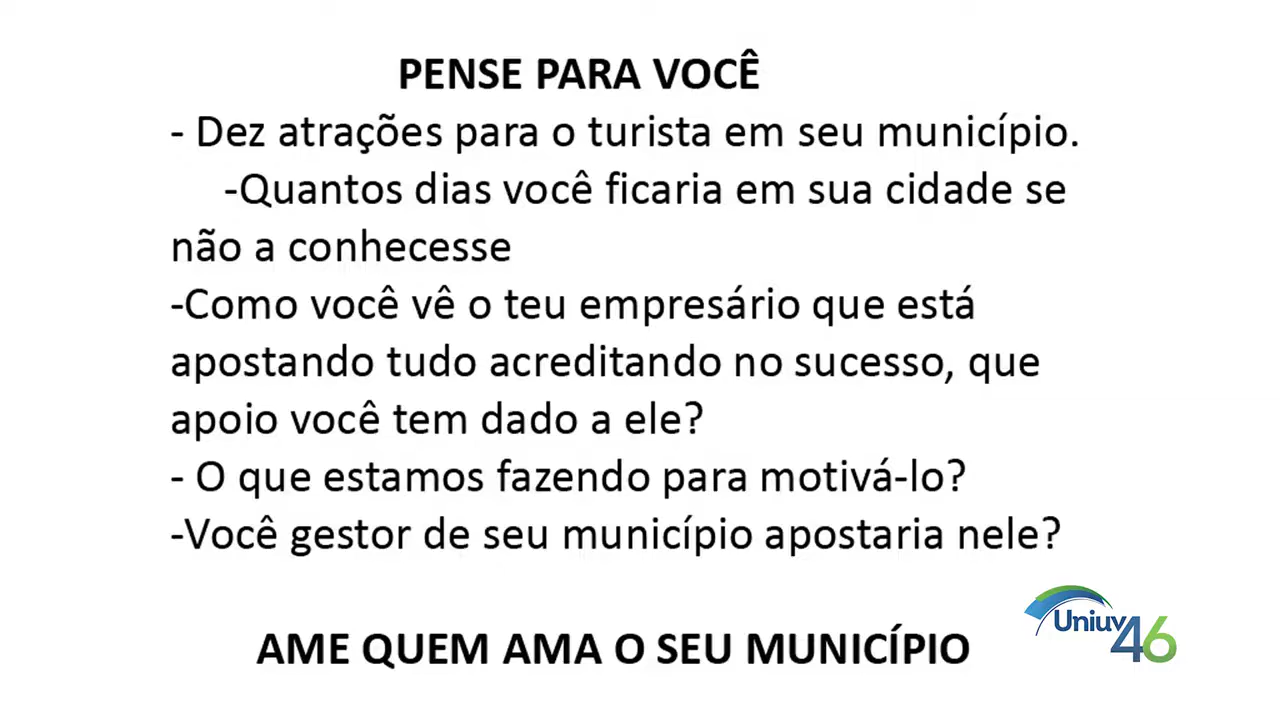 PENSE PARA VOCÊ
- Dez atrações para o turista em seu município.
-Quantos dias você ficaria em sua cidade se
não a conhecesse
-Como você vê o teu empresário que está
apostando tudo acreditando no sucesso, que
apoio você tem dado a ele?
- O que estamos fazendo para motivá-lo?
-Você gestor de seu município apostaria nele?
AME QUEM AMA O SEU MUNICÍPIO
Uniuv
46